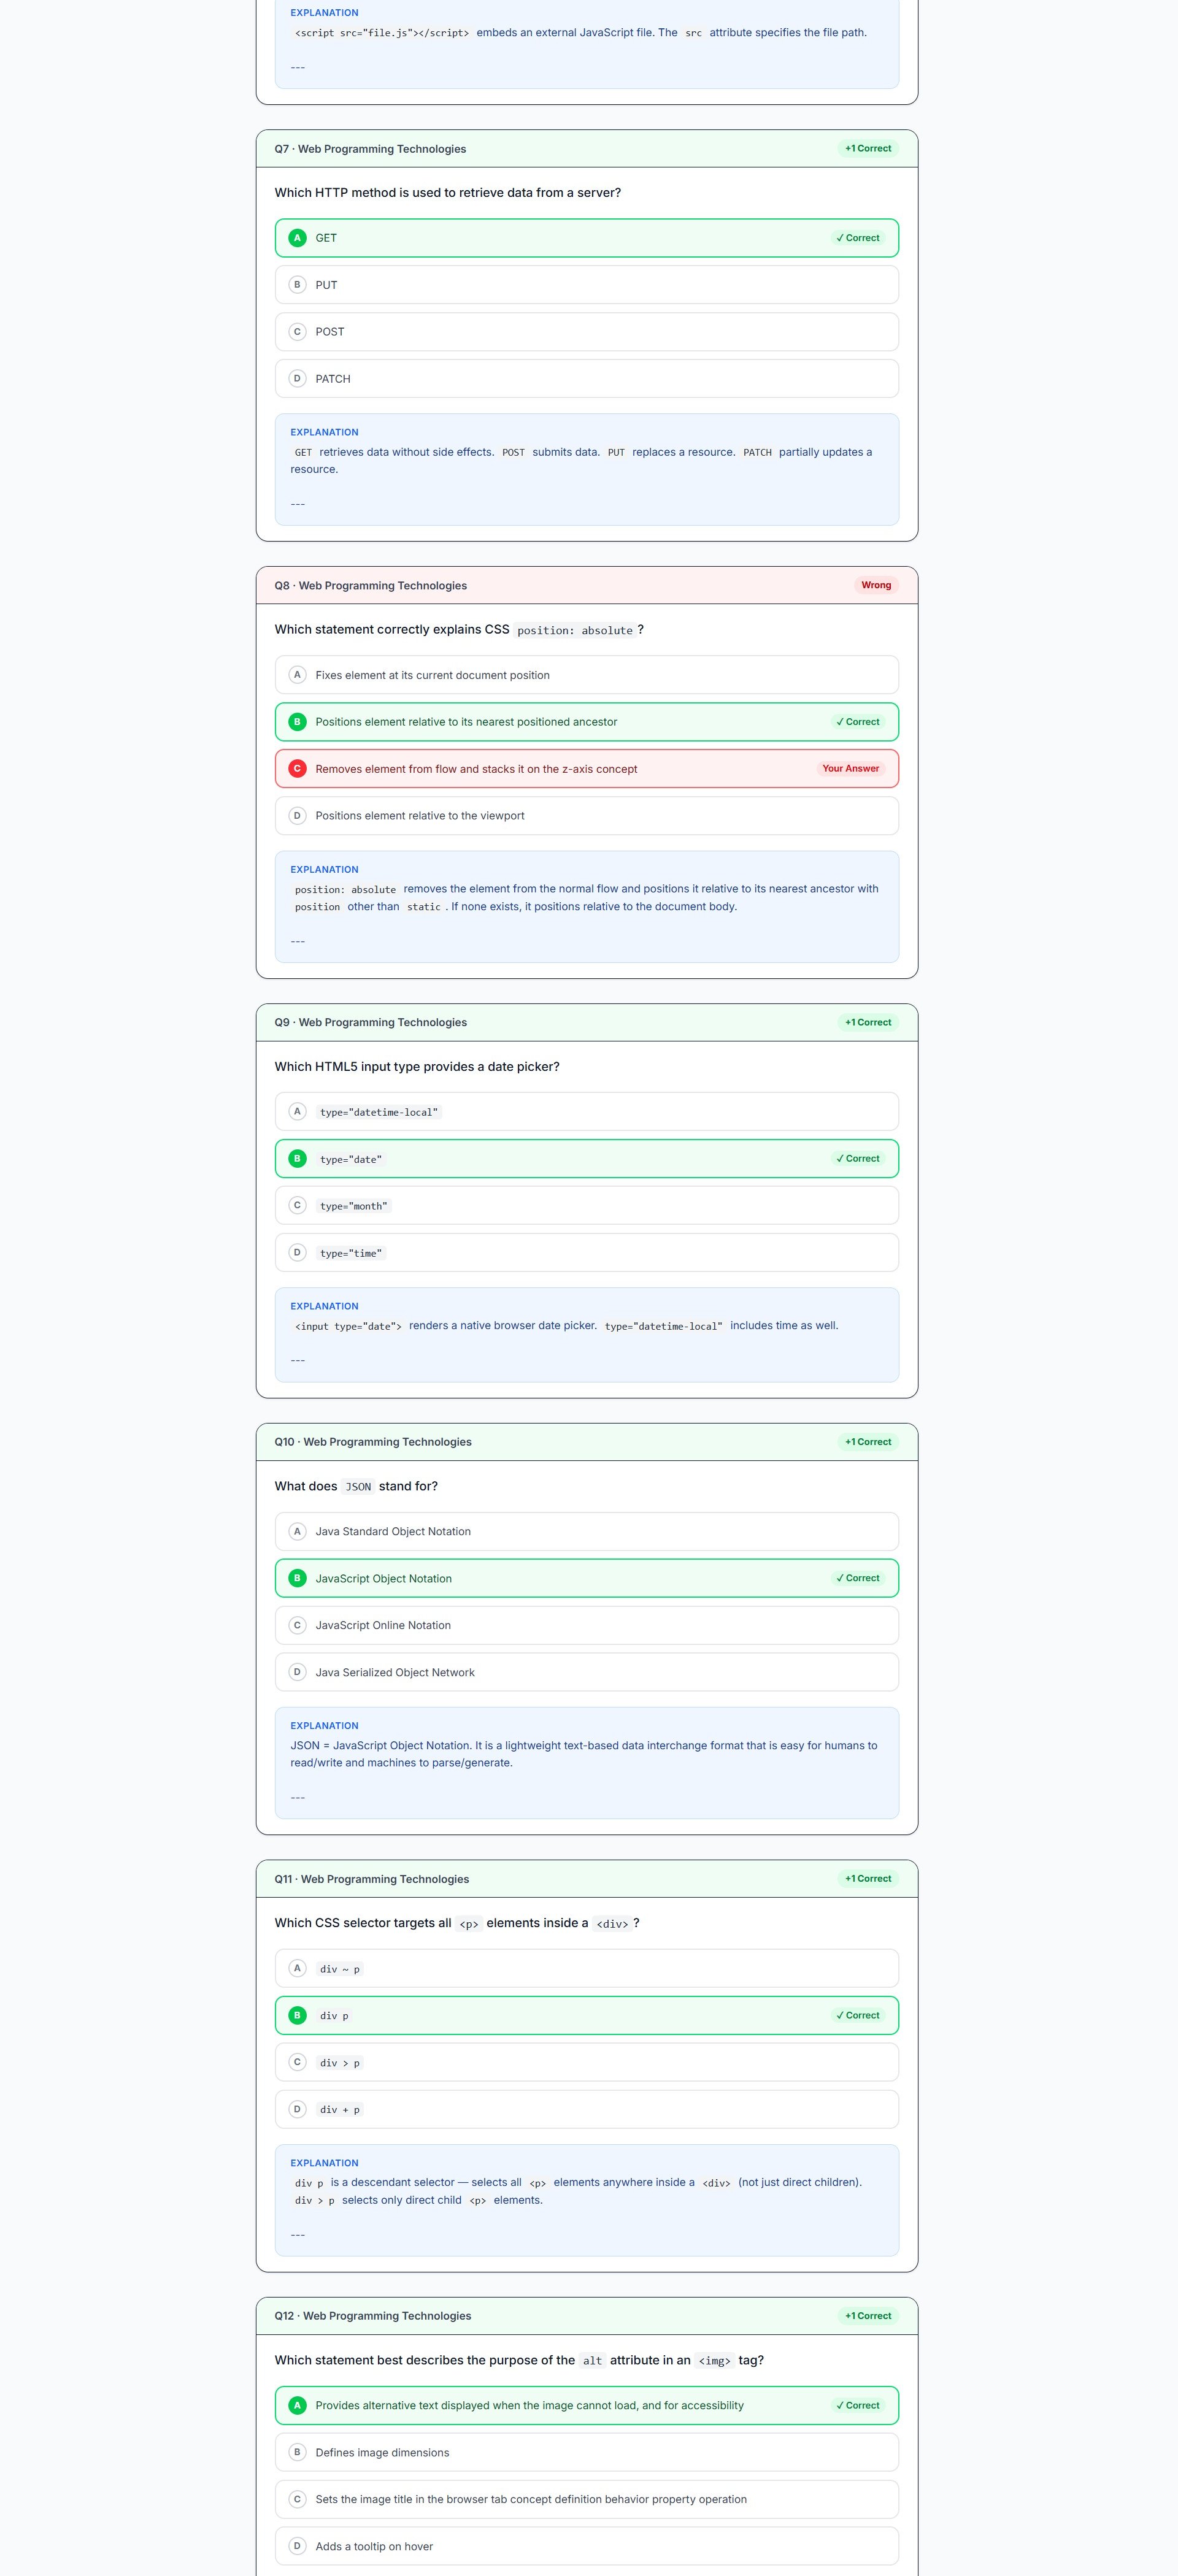 EXPLANATION
<script src="file.js"></script> embeds an external JavaScript file. The src attribute specifies the file path.
---
Q7 · Web Programming Technologies
+1 Correct
Which HTTP method is used to retrieve data from a server?
A GET ✓ Correct
B PUT
C POST
D PATCH
EXPLANATION
GET retrieves data without side effects. POST submits data. PUT replaces a resource. PATCH partially updates a
resource.
---
Q8 · Web Programming Technologies
Wrong
Which statement correctly explains CSS position: absolute?
A Fixes element at its current document position
B Positions element relative to its nearest positioned ancestor ✓ Correct
C Removes element from flow and stacks it on the z-axis concept Your Answer
D Positions element relative to the viewport
EXPLANATION
position: absolute removes the element from the normal flow and positions it relative to its nearest ancestor with
position other than static. If none exists, it positions relative to the document body.
---
Q9 · Web Programming Technologies
+1 Correct
Which HTML5 input type provides a date picker?
A type="datetime-local"
B type="date" ✓ Correct
C type="month"
D type="time"
EXPLANATION
<input type="date"> renders a native browser date picker. type="datetime-local" includes time as well.
---
Q10 · Web Programming Technologies
+1 Correct
What does JSON stand for?
A Java Standard Object Notation
B JavaScript Object Notation ✓ Correct
C JavaScript Online Notation
D Java Serialized Object Network
EXPLANATION
JSON = JavaScript Object Notation. It is a lightweight text-based data interchange format that is easy for humans to
read/write and machines to parse/generate.
---
Q11 · Web Programming Technologies
+1 Correct
Which CSS selector targets all <p> elements inside a <div>?
A div ~ p
B div p ✓ Correct
C div > p
D div + p
EXPLANATION
div p is a descendant selector — selects all <p> elements anywhere inside a <div> (not just direct children).
div > p selects only direct child <p> elements.
---
Q12 · Web Programming Technologies
+1 Correct
Which statement best describes the purpose of the alt attribute in an <img> tag?
A Provides alternative text displayed when the image cannot load, and for accessibility ✓ Correct
B Defines image dimensions
C Sets the image title in the browser tab concept definition behavior property operation
D Adds a tooltip on hover